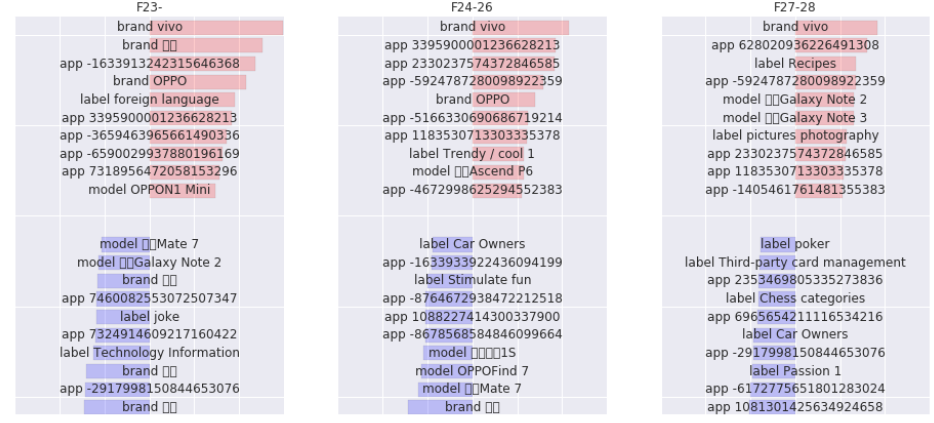 F23-
brand vivo
brand
app -1633913242315646368
brand OPPO
label foreign language
app 3395900001236628213
app -3659463965661490336
app -6590029937880196169
app 7318956472058153296
model OPPON1 Mini
model Mate 7
model Galaxy Note 2
brand
app 7460082553072507347
label joke
app 7324914609217160422
label Technology Information
brand
app -2917998150844653076
brand
F24-26
brand vivo
app 3395900001236628213
app 2330237574372846585
app -5924787280098922359
brand OPPO
app -5166330690686719214
app 1183530713303335378
label Trendy / cool 1
model Ascend P6
app -4672998625294552383
label Car Owners
app -1633933922436094199
label Stimulate fun
app -8764672938472212518
app 1088227414300337900
app -8678568584846099664
model 1S
model OPPOFind 7
model Mate 7
brand
F27-28
brand vivo
app 628020936226491308
label Recipes
app -5924787280098922359
model Galaxy Note 2
model Galaxy Note 3
label pictures photography
app 2330237574372846585
app 1183530713303335378
app -1405461761481355383
label poker
label Third-party card management
app 2353469805335273836
label Chess categories
app 6965654211116534216
label Car Owners
app -2917998150844653076
label Passion 1
app -6172775651801283024
app 1081301425634924658